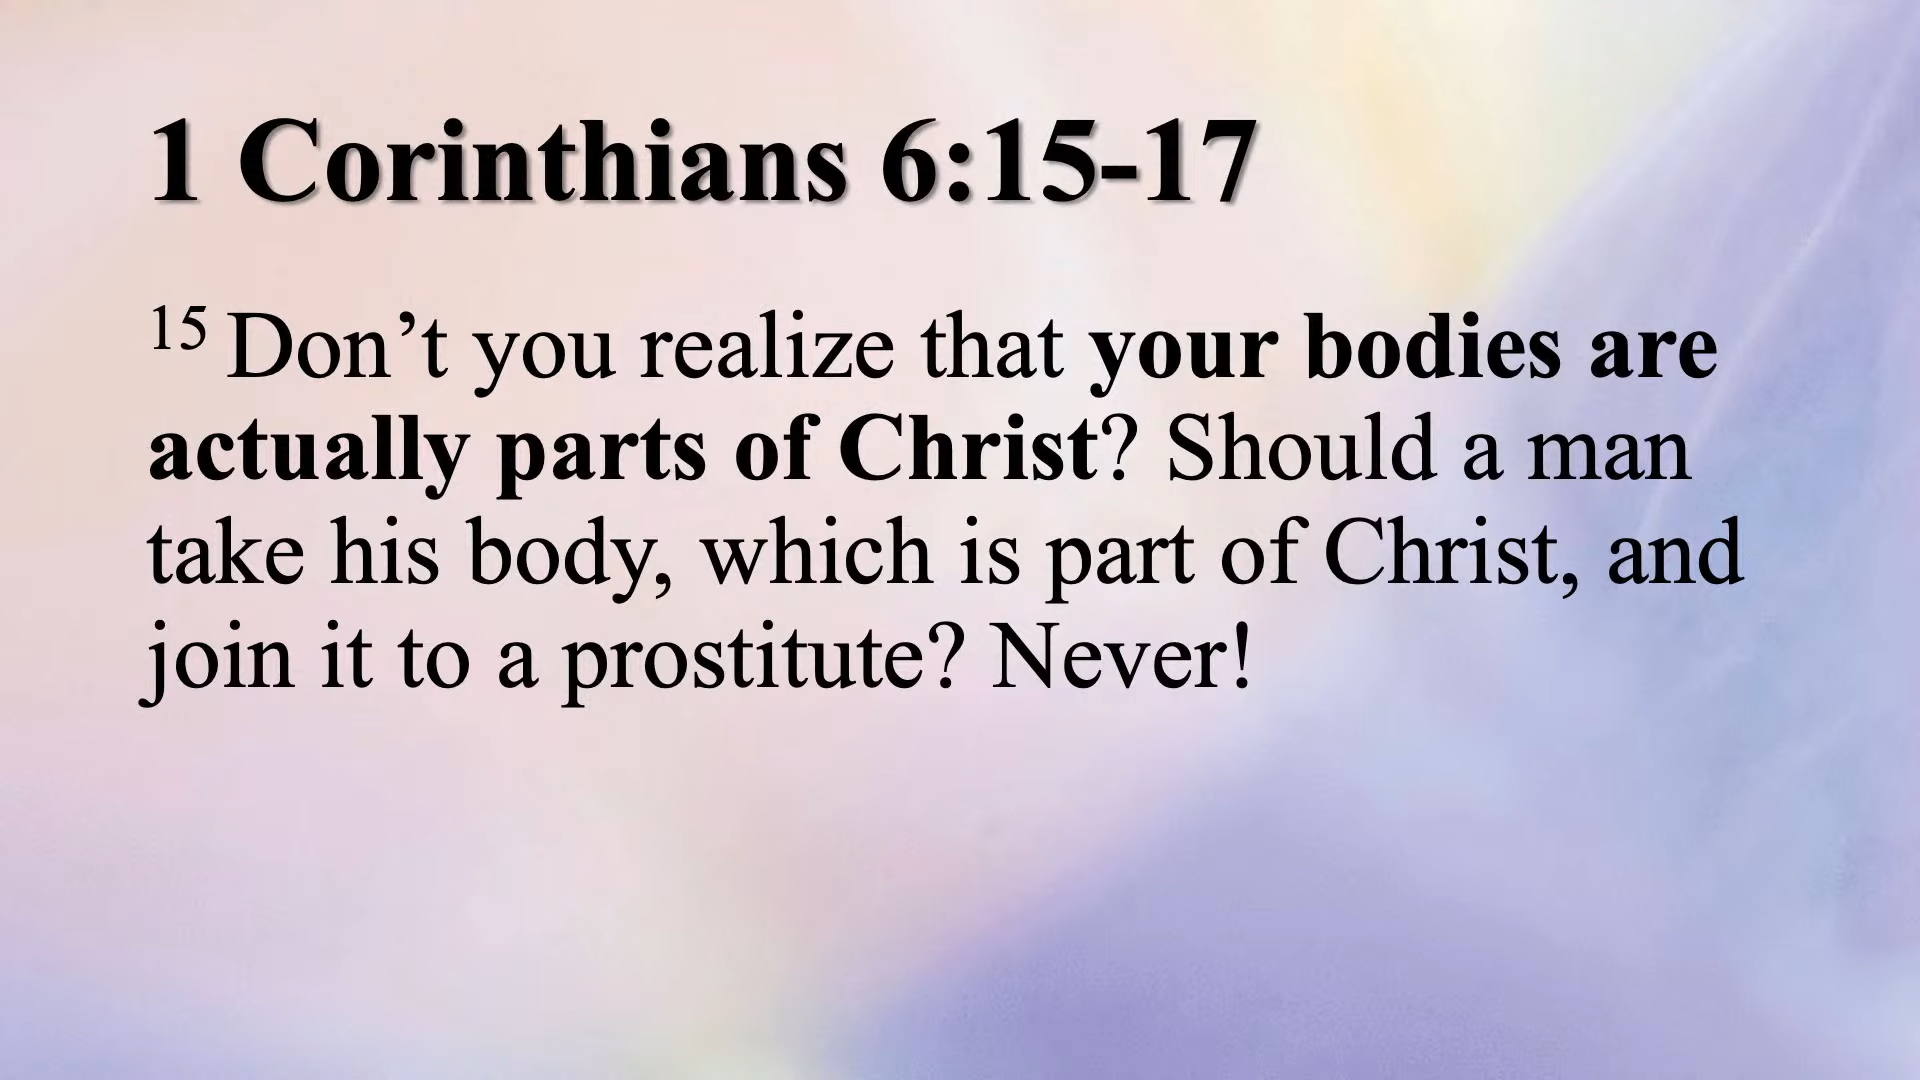 1 Corinthians 6:15-17
15 Don’t you realize that your bodies are
actually parts of Christ? Should a man
take his body, which is part of Christ, and
join it to a prostitute? Never!